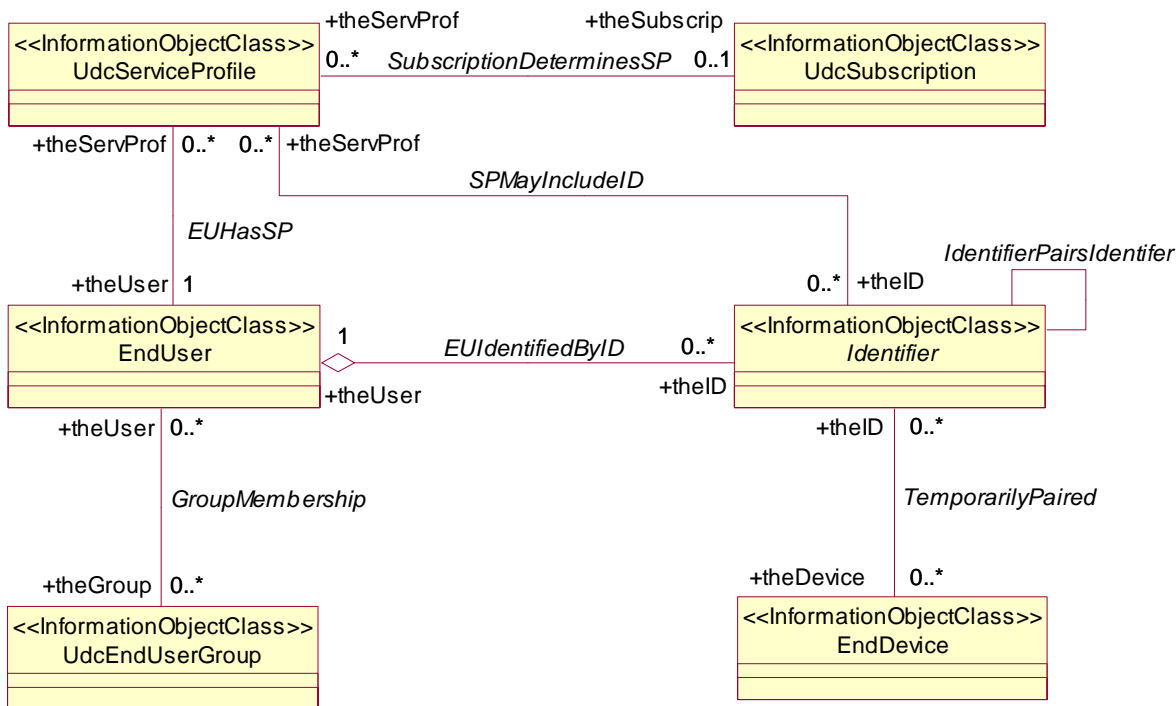 +theServProf
+theSubscrip
<<InformationObjectClass>>
UdcServiceProfile
0..*
SubscriptionDeterminesSP
0..1
<<InformationObjectClass>>
UdcSubscription
+theServProf
0..*
0..*
+theServProf
SPMayIncludeID
EUHasSP
IdentifierPairsIdentifer
+theUser
1
0..*
+theID
<<InformationObjectClass>>
EndUser
1
EUIdentifiedByID
0..*
<<InformationObjectClass>>
Identifier
+theUser
+theID
+theUser
0..*
+theID
0..*
GroupMembership
TemporarilyPaired
+theGroup
0..*
+theDevice
0..*
<<InformationObjectClass>>
UdcEndUserGroup
<<InformationObjectClass>>
EndDevice